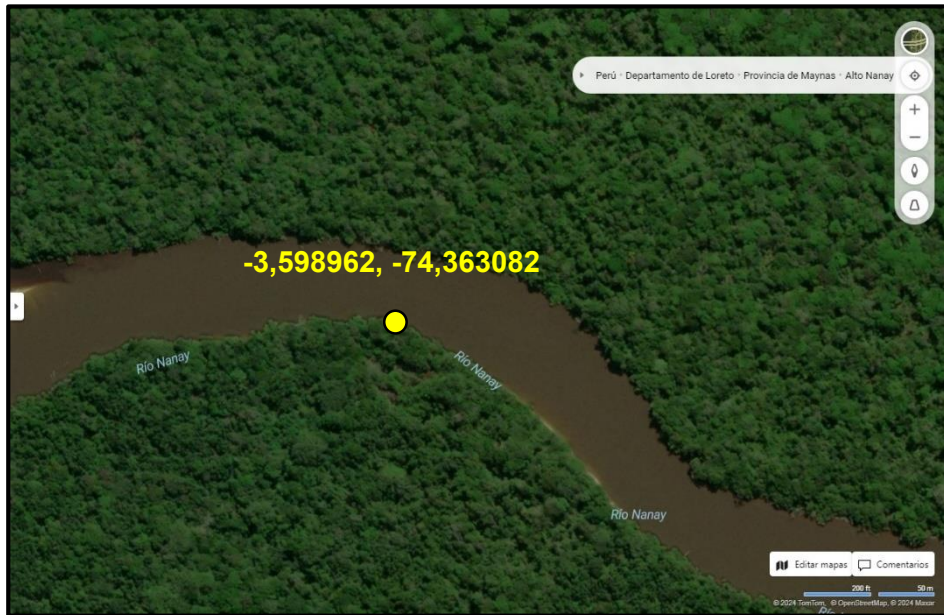 Perú · Departamento de Loreto · Provincia de Maynas · Alto Nanay
-3,598962, -74,363082
Río Nanay
Río Nanay
Río Nanay
Editar mapas
Comentarios
200 ft
50 m
© 2024 TomTom, © OpenStreetMap, © 2024 Maxar